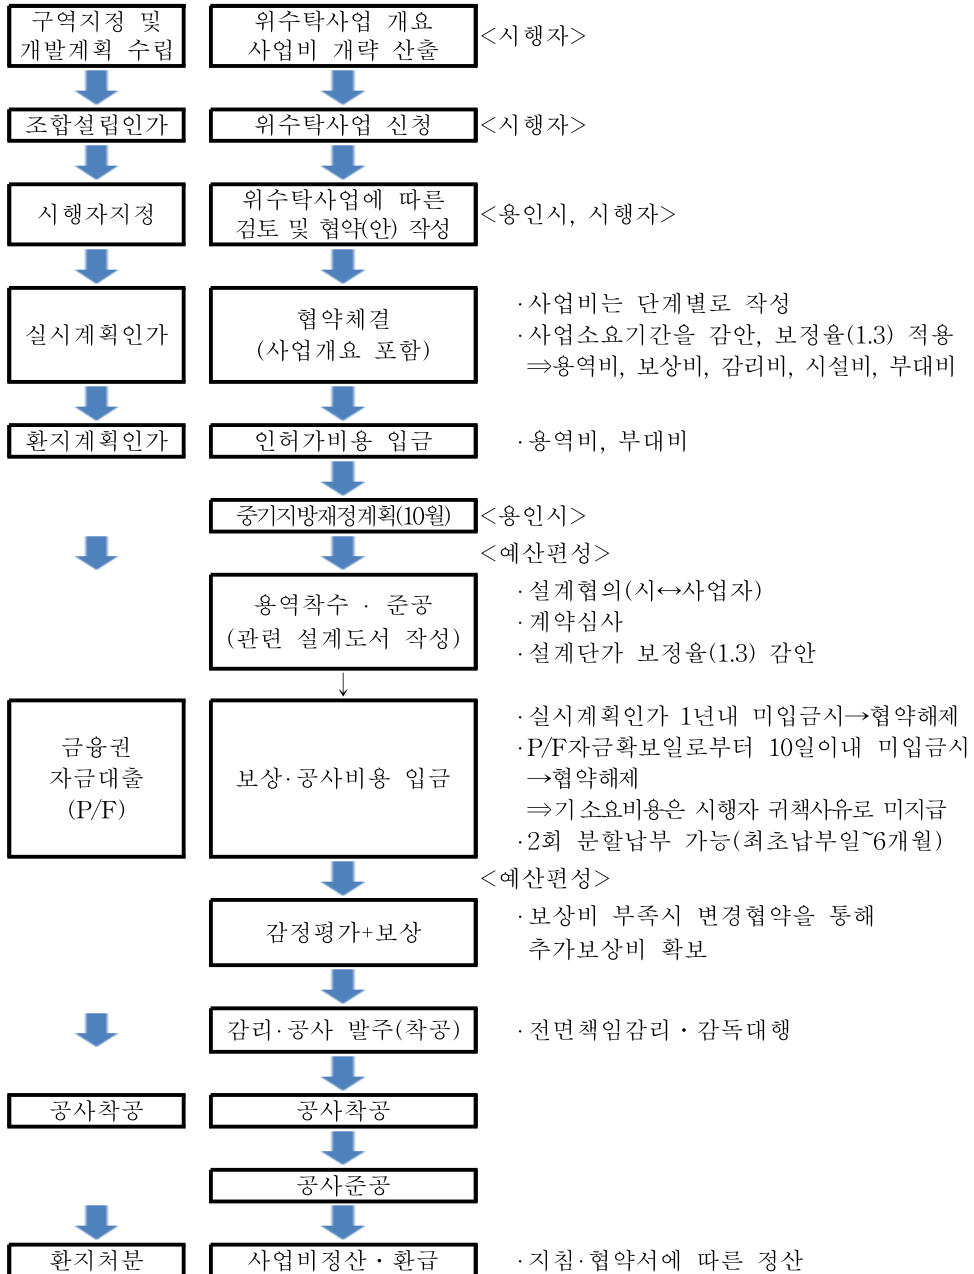 구역지정 및
개발계획 수립
위수탁사업 개요
사업비 개략 산출
<시행자>
조합설립인가
위수탁사업 신청
<시행자>
시행자지정
위수탁사업에 따른
검토 및 협약(안) 작성
<용인시, 시행자>
실시계획인가
협약체결
(사업개요 포함)
·사업비는 단계별로 작성
·사업소요기간을 감안, 보정율(1.3) 적용
⇒용역비, 보상비, 감리비, 시설비, 부대비
환지계획인가
인허가비용 입금
·용역비, 부대비
중기지방재정계획(10월)
<용인시>
<예산편성>
용역착수 · 준공
(관련 설계도서 작성)
·설계협의(시↔사업자)
·계약심사
·설계단가 보정율(1.3) 감안
금융권
자금대출
(P/F)
보상·공사비용 입금
·실시계획인가 1년내 미입금시→협약해제
·P/F자금확보일로부터 10일이내 미입금시
→협약해제
⇒기 소요비용은 시행자 귀책사유로 미지급
·2회 분할납부 가능(최초납부일~6개월)
<예산편성>
감정평가+보상
·보상비 부족시 변경협약을 통해
추가보상비 확보
감리·공사 발주(착공)
·전면책임감리·감독대행
공사착공
공사착공
공사준공
환지처분
사업비정산·환급
·지침·협약서에 따른 정산